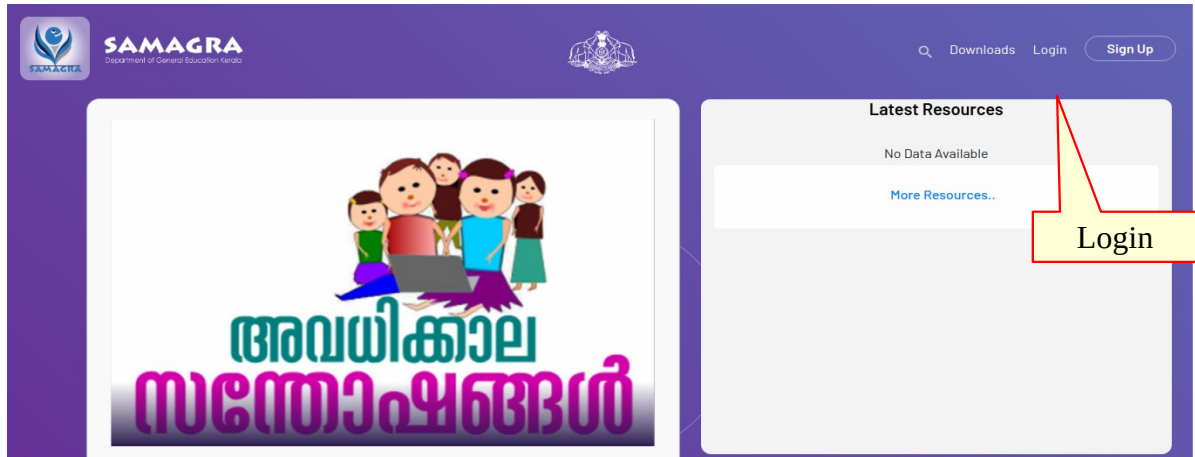 SAMAGRA
SAMAGRA
Department of General Education Kerala
Downloads Login Sign Up
അവധിക്കാല
സന്തോഷങ്ങൾ
Latest Resources
No Data Available
More Resources..
Login